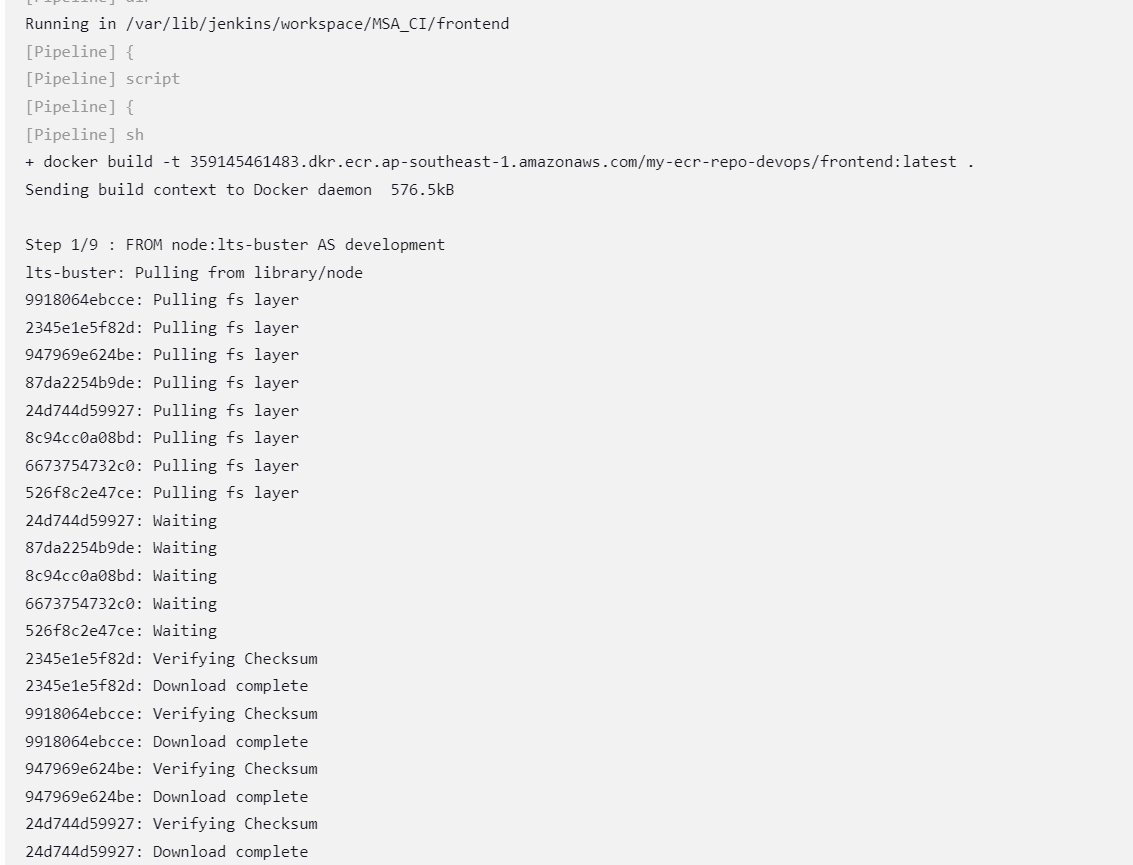 [Pipeline] dir
Running in /var/lib/jenkins/workspace/MSA_CI/frontend
[Pipeline] {
[Pipeline] script
[Pipeline] {
[Pipeline] sh
+ docker build -t 359145461483.dkr.ecr.ap-southeast-1.amazonaws.com/my-ecr-repo-devops/frontend:latest .
Sending build context to Docker daemon  576.5kB
Step 1/9 : FROM node:lts-buster AS development
lts-buster: Pulling from library/node
9918064ebcce: Pulling fs layer
2345e1e5f82d: Pulling fs layer
947969e624be: Pulling fs layer
87da2254b9de: Pulling fs layer
24d744d59927: Pulling fs layer
8c94cc0a08bd: Pulling fs layer
6673754732c0: Pulling fs layer
526f8c2e47ce: Pulling fs layer
24d744d59927: Waiting
87da2254b9de: Waiting
8c94cc0a08bd: Waiting
6673754732c0: Waiting
526f8c2e47ce: Waiting
2345e1e5f82d: Verifying Checksum
2345e1e5f82d: Download complete
9918064ebcce: Verifying Checksum
9918064ebcce: Download complete
947969e624be: Verifying Checksum
947969e624be: Download complete
24d744d59927: Verifying Checksum
24d744d59927: Download complete